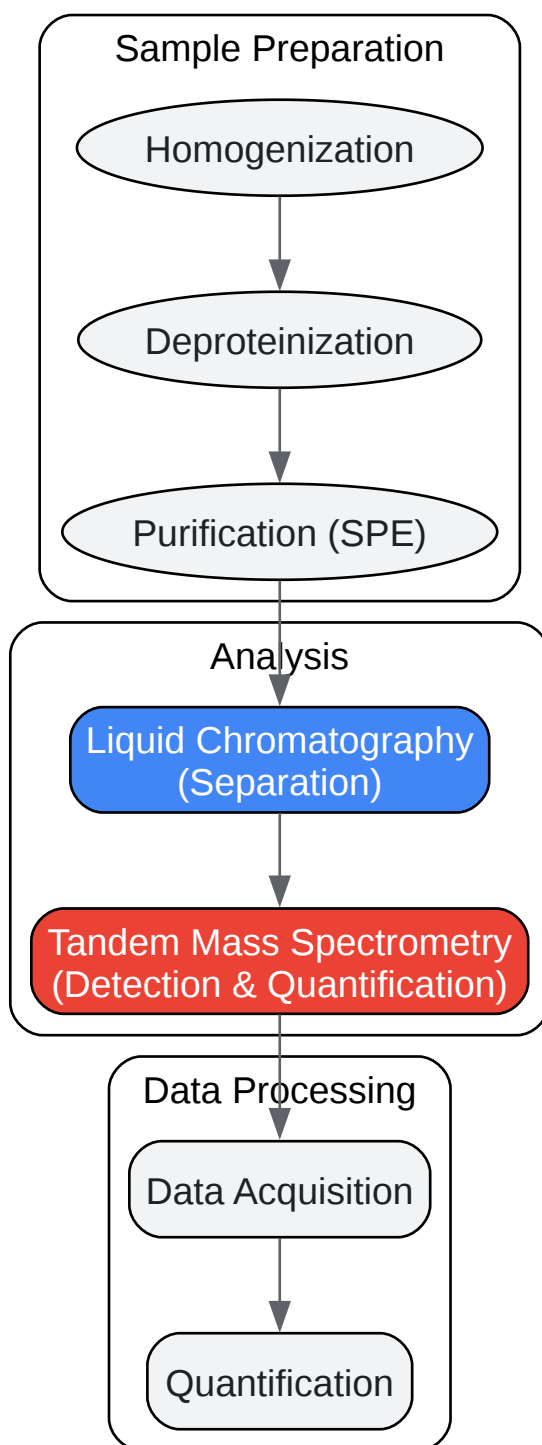 Sample Preparation
Homogenization
Deproteinization
Purification (SPE)
Analysis
Liquid Chromatography
(Separation)
Tandem Mass Spectrometry
(Detection & Quantification)
Data Processing
Data Acquisition
Quantification